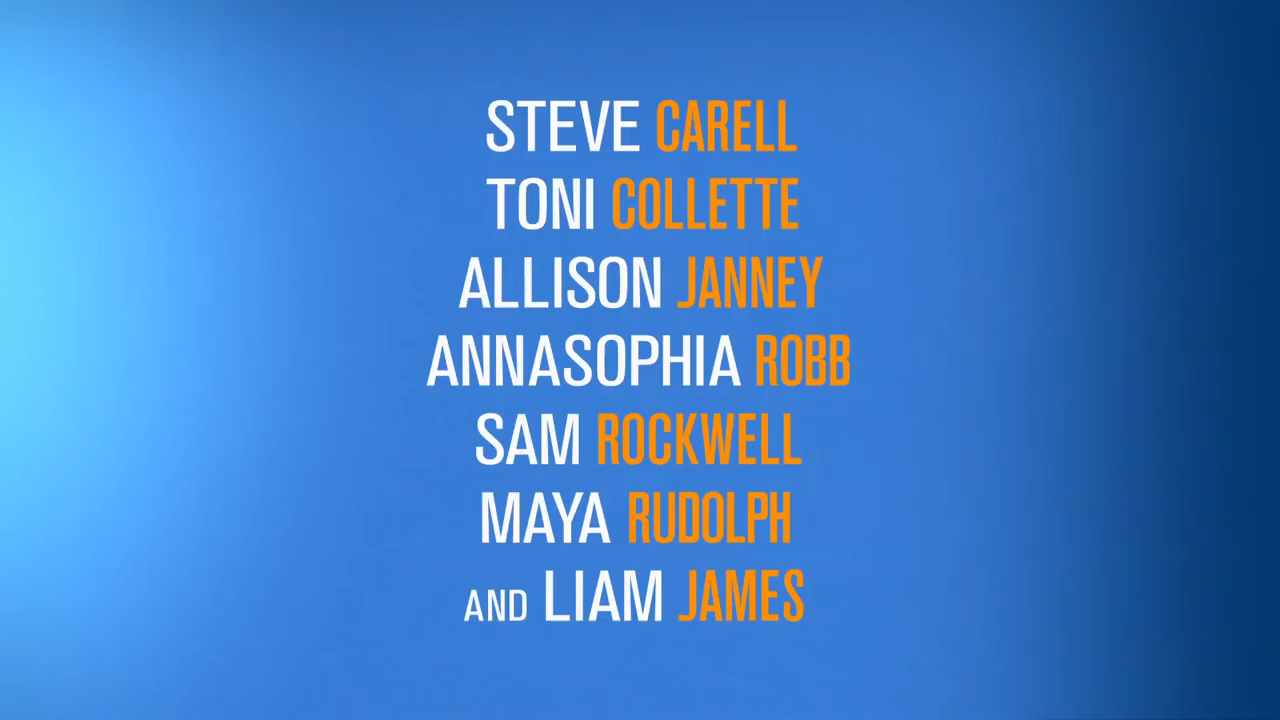 STEVE CARELL
TONI COLLETTE
ALLISON JANNEY
ANNASOPHIA ROBB
SAM ROCKWELL
MAYA RUDOLPH
AND LIAM JAMES